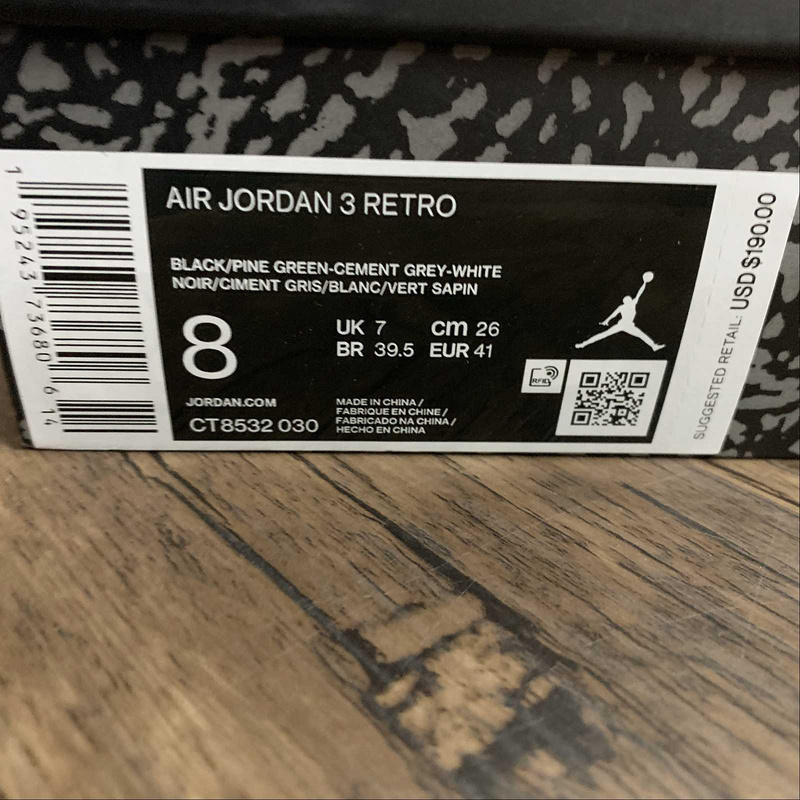 AIR JORDAN 3 RETRO
BLACK/PINE GREEN-CEMENT GREY-WHITE
NOIR/CIMENT GRIS/BLANC/VERT SAPIN
8
UK 7 cm 26
BR 39.5 EUR 41
JORDAN.COM
CT8532 030
MADE IN CHINA /
FABRIQUE EN CHINE /
FABRICADO NA CHINA /
HECHO EN CHINA
RFID
1 95243 73680 6 14
SUGGESTED RETAIL: USD $190.00